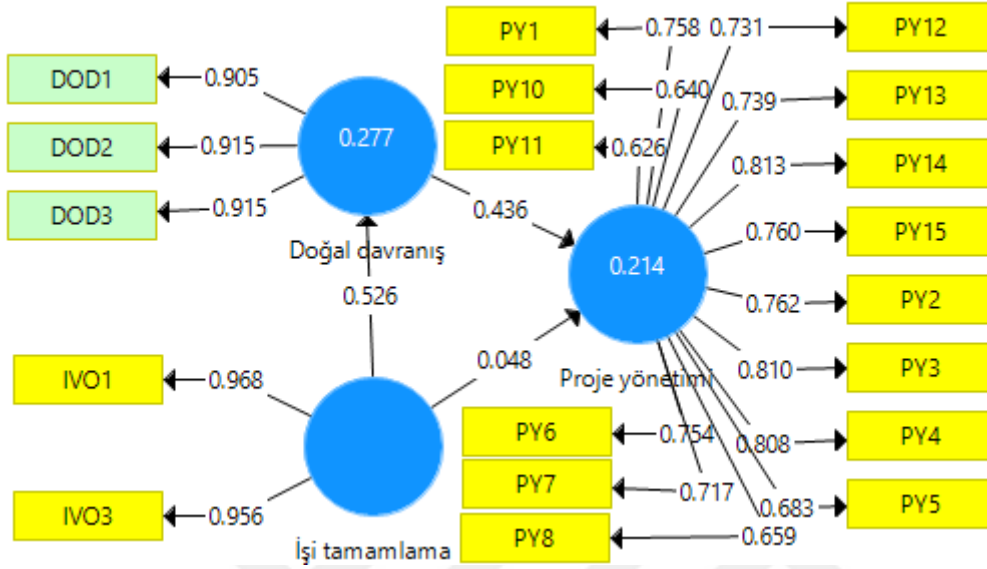 PY1
0.758
0.731
PY12
DOD1
0.905
PY10
0.640
0.739
PY13
DOD2
0.915
0.277
PY11
0.626
0.813
PY14
DOD3
0.915
0.436
0.760
PY15
Doğal davranış
0.214
0.526
0.762
PY2
IVO1
0.968
0.048
Proje yönetimi
0.810
PY3
PY6
0.754
0.808
PY4
PY7
0.717
0.683
PY5
IVO3
0.956
PY8
0.659
İşi tamamlama